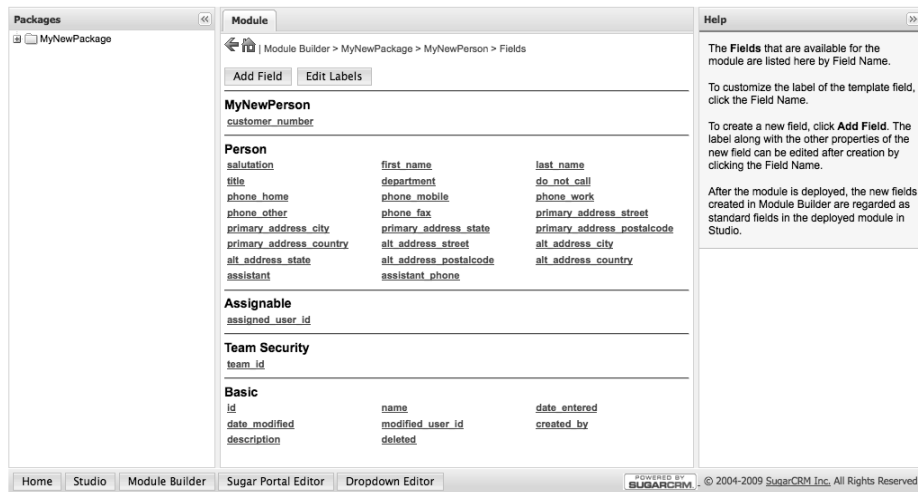 Packages
«
MyNewPackage
Module
| Module Builder > MyNewPackage > MyNewPerson > Fields
Add Field Edit Labels
MyNewPerson
customer_number
Person
salutation first_name last_name
title department do_not_call
phone_home phone_mobile phone_work
phone_other phone_fax primary_address_street
primary_address_city primary_address_state primary_address_postalcode
primary_address_country alt_address_street alt_address_city
alt_address_state alt_address_postalcode alt_address_country
assistant assistant_phone
Assignable
assigned_user_id
Team Security
team_id
Basic
id name date_entered
date_modified modified_user_id created_by
description deleted
Help
»
The Fields that are available for the
module are listed here by Field Name.
To customize the label of the template field,
click the Field Name.
To create a new field, click Add Field. The
label along with the other properties of the
new field can be edited after creation by
clicking the Field Name.
After the module is deployed, the new fields
created in Module Builder are regarded as
standard fields in the deployed module in
Studio.
Home Studio Module Builder Sugar Portal Editor Dropdown Editor
POWERED BY
SUGARCRM.
© 2004-2009 SugarCRM Inc. All Rights Reserved